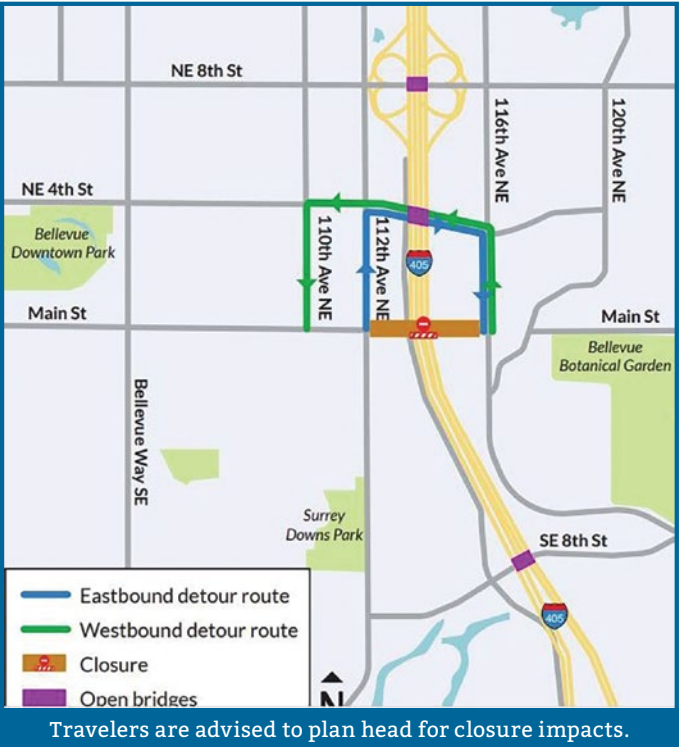 NE 8th St
116th Ave NE
120th Ave NE
NE 4th St
Bellevue
Downtown Park
110th Ave NE
112th Ave NE
405
Main St
Main St
Bellevue
Botanical Garden
Bellevue Way SE
Surrey
Downs Park
SE 8th St
405
Eastbound detour route
Westbound detour route
Closure
Open bridges
N
Travelers are advised to plan head for closure impacts.